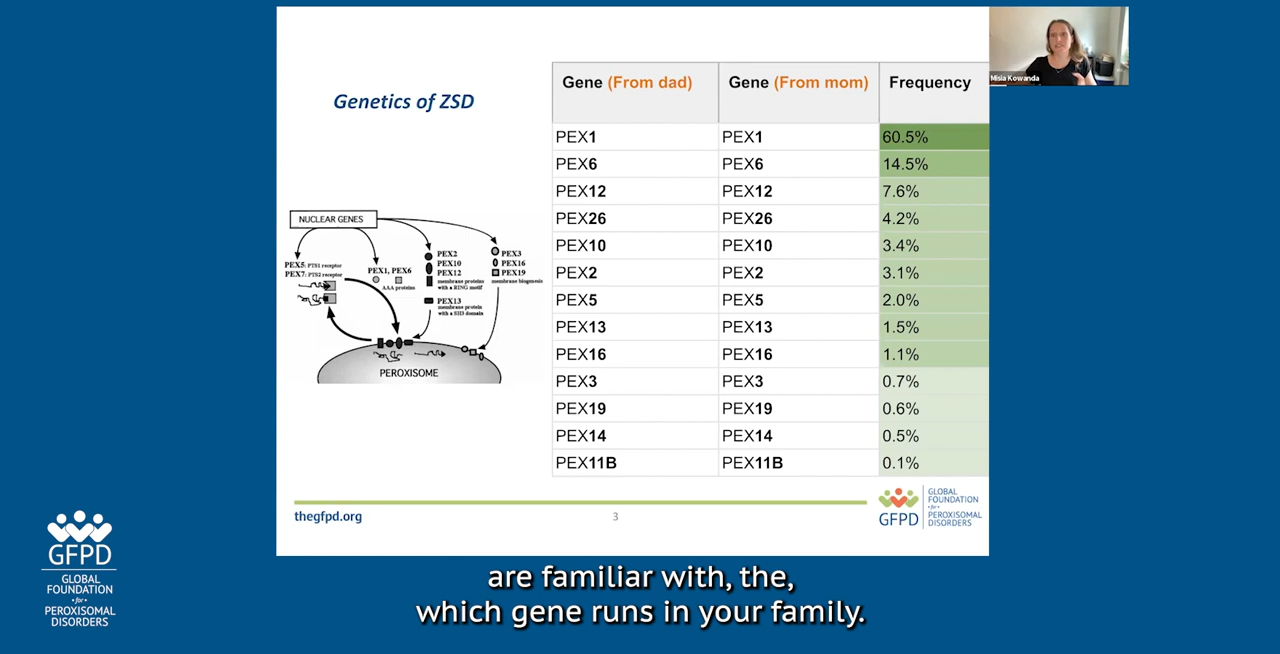 Misia Kowanda
Genetics of ZSD
Gene (From dad) Gene (From mom) Frequency
PEX1 PEX1 60.5%
PEX6 PEX6 14.5%
PEX12 PEX12 7.6%
PEX26 PEX26 4.2%
PEX10 PEX10 3.4%
PEX2 PEX2 3.1%
PEX5 PEX5 2.0%
PEX13 PEX13 1.5%
PEX16 PEX16 1.1%
PEX3 PEX3 0.7%
PEX19 PEX19 0.6%
PEX14 PEX14 0.5%
PEX11B PEX11B 0.1%
NUCLEAR GENES
PEX5: PTS1 receptor
PEX7: PTS2 receptor
PEX1, PEX6
AAA proteins
PEX2
PEX10
PEX12
membrane proteins
with a RING motif
PEX13
membrane protein
with a SH3 domain
PEX3
PEX16
PEX19
membrane biogenesis
PEROXISOME
thegfpd.org
3
GFPD
GLOBAL
FOUNDATION
for
PEROXISOMAL
DISORDERS
GFPD
GLOBAL
FOUNDATION
for
PEROXISOMAL
DISORDERS
are familiar with, the,
which gene runs in your family.